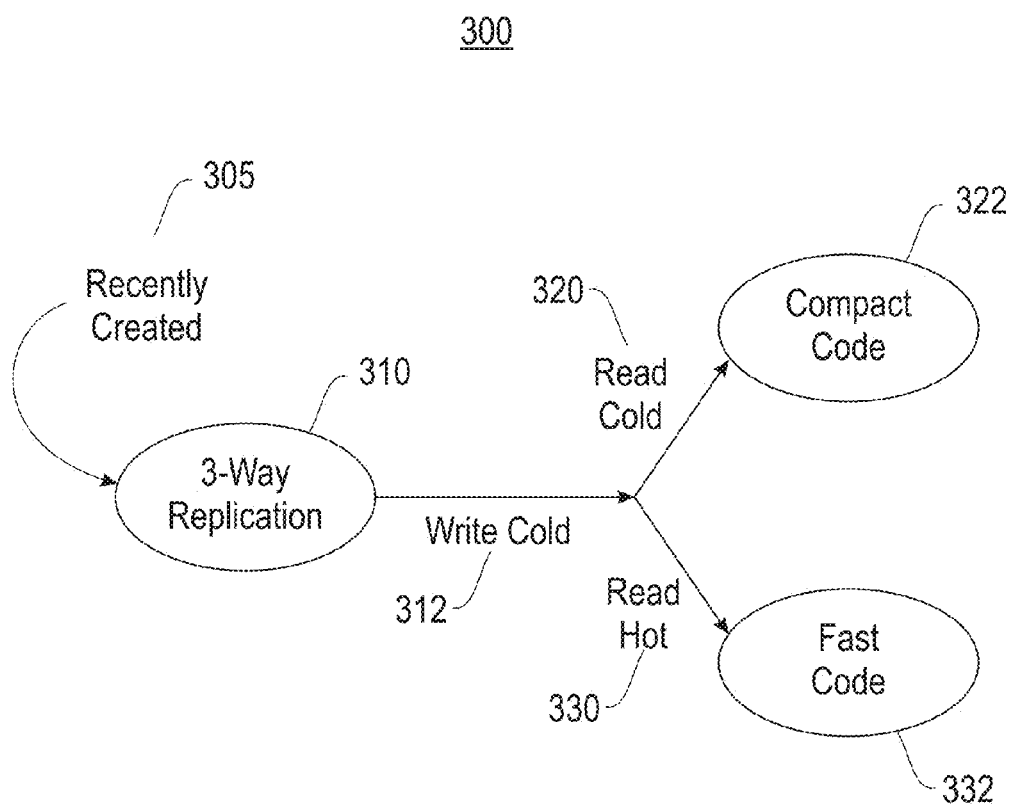 300
305
Recently
Created
310
3-Way
Replication
Write Cold
312
320
Read
Cold
322
Compact
Code
Read
Hot
330
Fast
Code
332